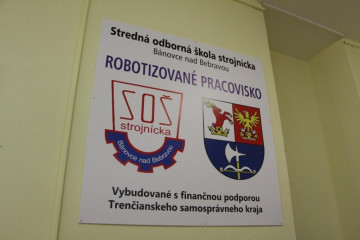 Stredná odborná škola strojnícka
Bánovce nad Bebravou
ROBOTIZOVANÉ PRACOVISKO
SOŠ
strojnícka
Bánovce nad Bebravou
Vybudované s finančnou podporou
Trenčianskeho samosprávneho kraja